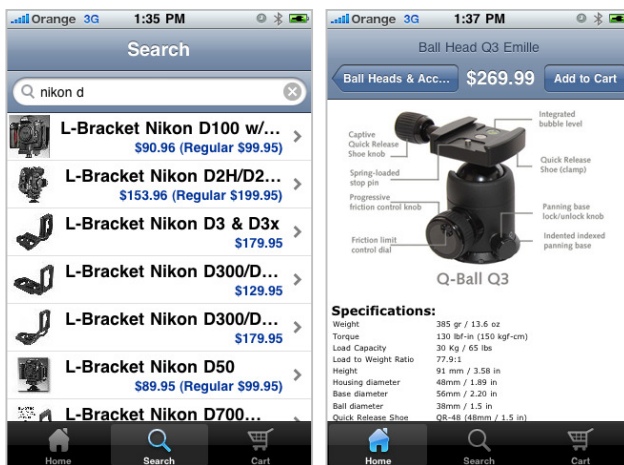 Orange 3G 1:35 PM
Search
nikon d
L-Bracket Nikon D100 w/...
$90.96 (Regular $99.95)
L-Bracket Nikon D2H/D2...
$153.96 (Regular $199.95)
L-Bracket Nikon D3 & D3x
$179.95
L-Bracket Nikon D300/D...
$129.95
L-Bracket Nikon D300/D...
$179.95
L-Bracket Nikon D50
$89.95 (Regular $99.95)
L-Bracket Nikon D700...
Home Search Cart
Orange 3G 1:37 PM
Ball Head Q3 Emille
Ball Heads & Acc... $269.99 Add to Cart
Integrated
bubble level
Captive
Quick Release
Shoe knob
Quick Release
Shoe (clamp)
Spring-loaded
stop pin
Progressive
friction control knob
Panning base
lock/unlock knob
Friction limit
control dial
Indented indexed
panning base
Q-Ball Q3
Specifications:
Weight 385 gr / 13.6 oz
Torque 130 lbf-in (150 kgf-cm)
Load Capacity 30 Kg / 65 lbs
Load to Weight Ratio 77.9:1
Height 91 mm / 3.58 in
Housing diameter 48mm / 1.89 in
Base diameter 56mm / 2.20 in
Ball diameter 38mm / 1.5 in
Quick Release Shoe QR-48 (48mm / 1.5 in)
Home Search Cart